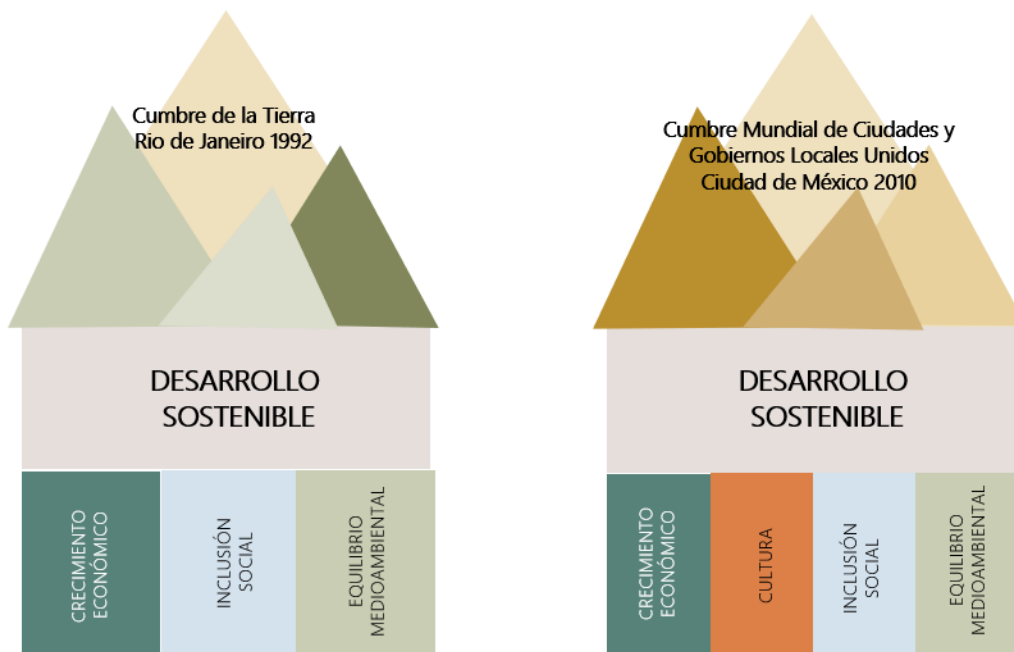 Cumbre de la Tierra
Rio de Janeiro 1992
DESARROLLO
SOSTENIBLE
CRECIMIENTO
ECONÓMICO
INCLUSIÓN
SOCIAL
EQUILIBRIO
MEDIOAMBIENTAL
Cumbre Mundial de Ciudades y
Gobiernos Locales Unidos
Ciudad de México 2010
DESARROLLO
SOSTENIBLE
CRECIMIENTO
ECONÓMICO
CULTURA
INCLUSIÓN
SOCIAL
EQUILIBRIO
MEDIOAMBIENTAL